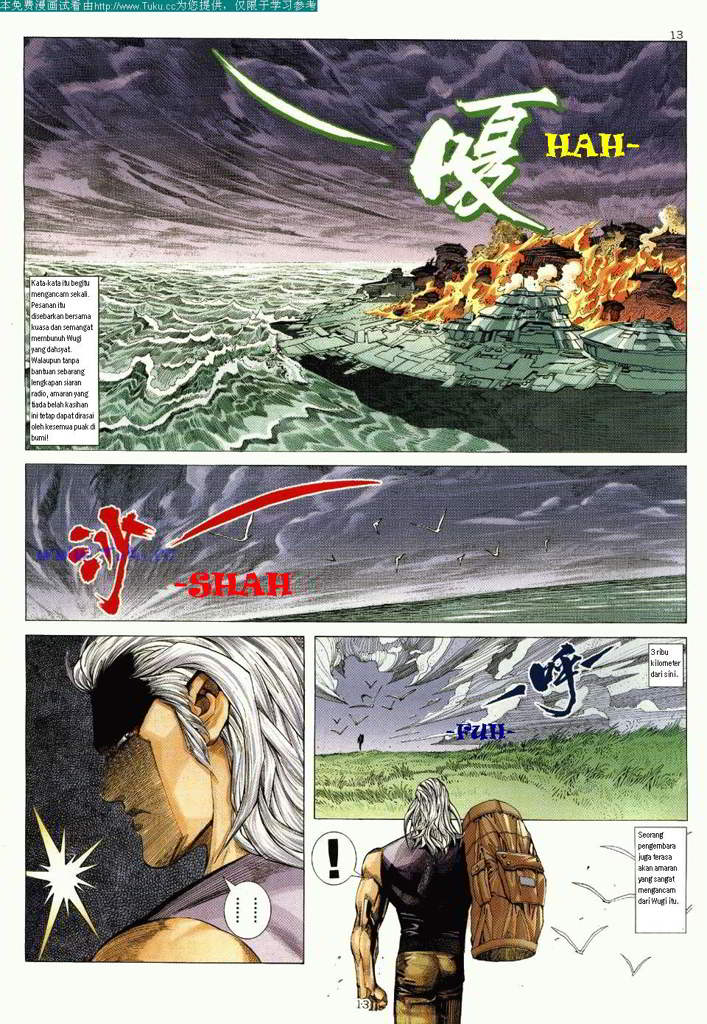 本免费漫画试看由http://www.Tuku.cc为您提供，仅限于学习参考
13
嗄
HAH-
Kata-kata itu begitu
mengancam sekali.
Pesanan itu
disebarkan bersama
kuasa dan semangat
membunuh Wugi
yang dahsyat.
Walaupun tanpa
bantuan sebarang
lengkapan siaran
radio, amaran yang
tiada belah kasihan
ini tetap dapat dirasai
oleh kesemua puak di
bumi!
沙
-SHAH
3 ribu
kilometer
dari sini.
呼
-FUH-
!
Seorang
pengembara
juga terasa
akan amaran
yang sangat
mengancam
dari Wugi itu.
……
13